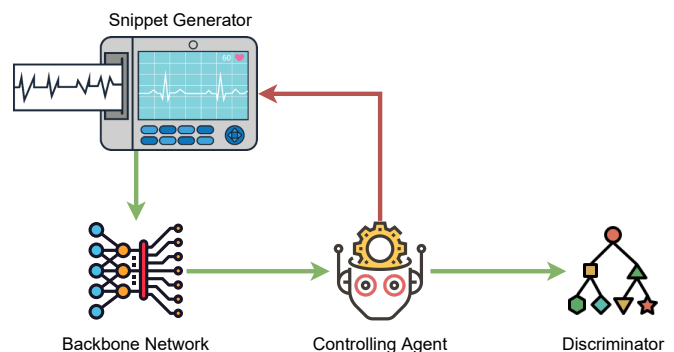 Snippet Generator
60
Backbone Network
Controlling Agent
Discriminator